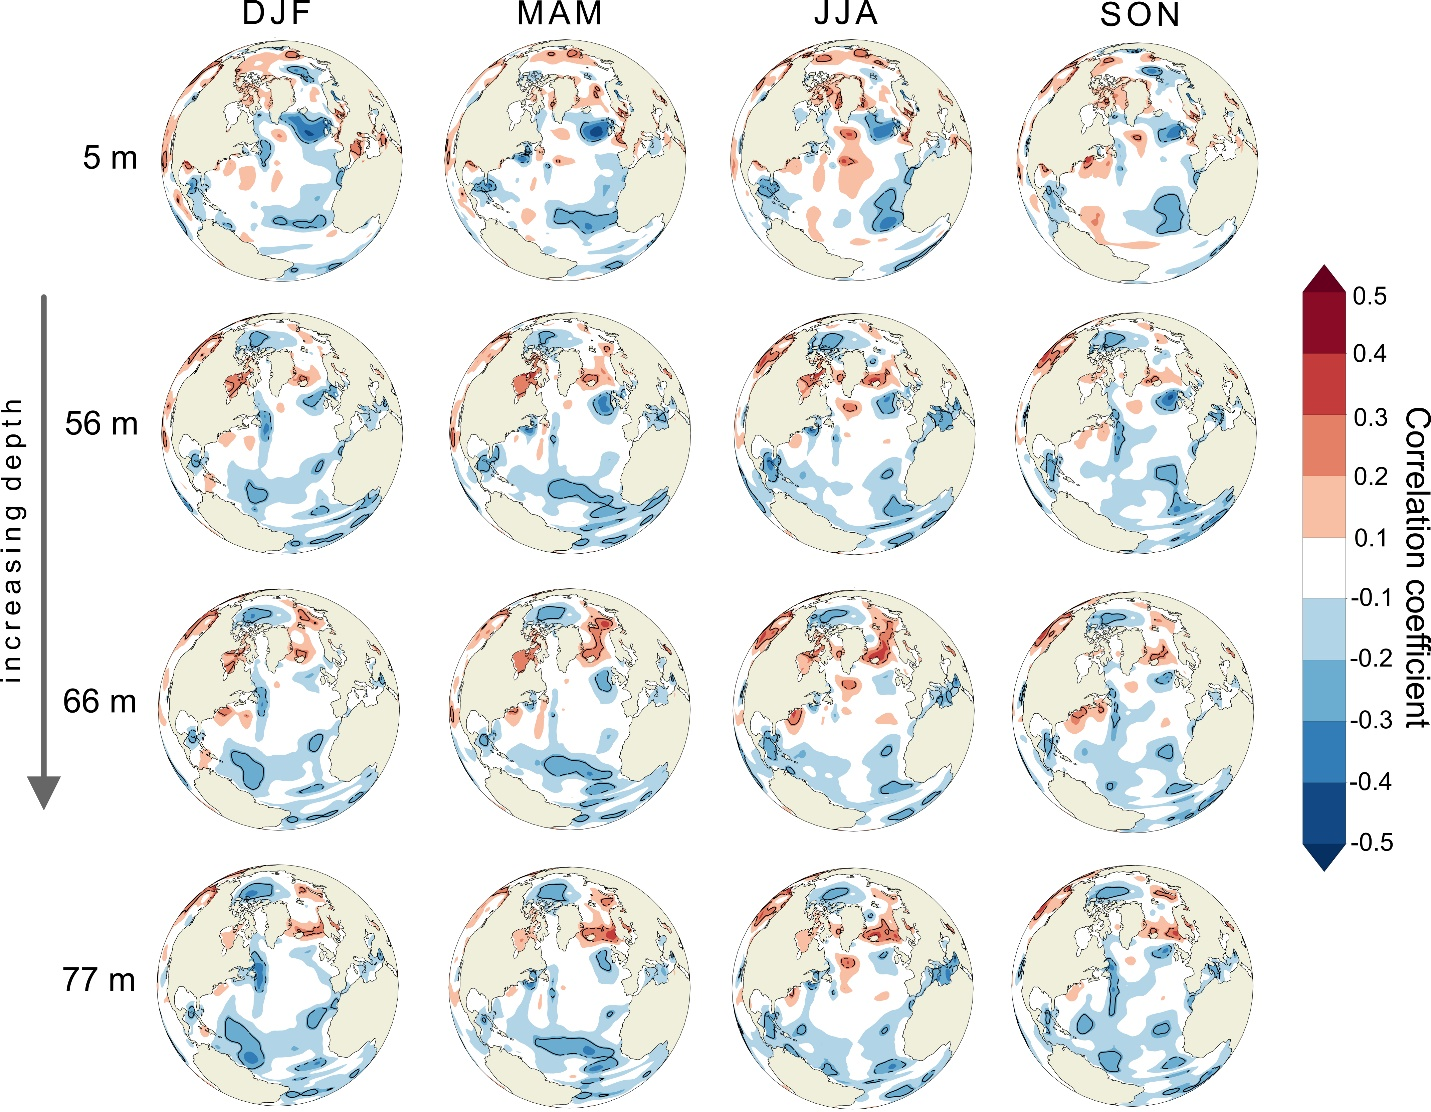 DJF MAM JJA SON
5 m
56 m
66 m
77 m
increasing depth
0.5
0.4
0.3
0.2
0.1
-0.1
-0.2
-0.3
-0.4
-0.5
Correlation coefficient